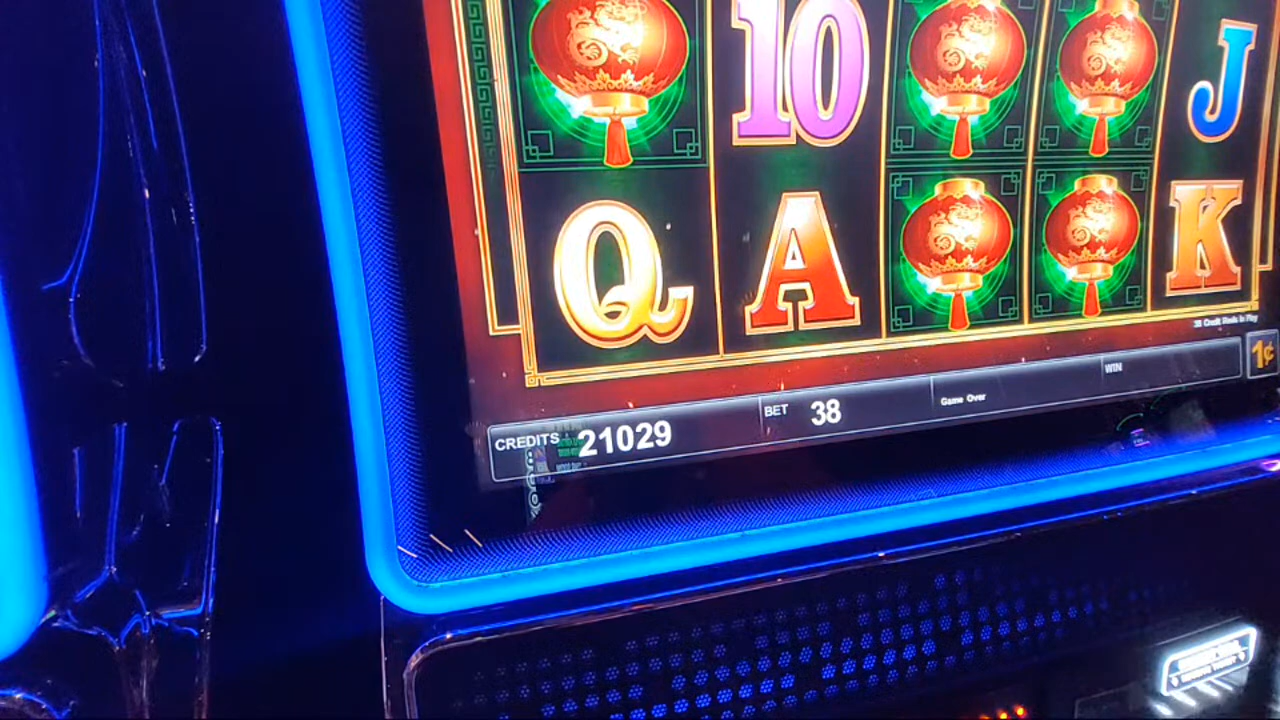 10 J
Q A K
38 Credit Reels In Play
1¢
CREDITS 21029 BET 38 Game Over WIN